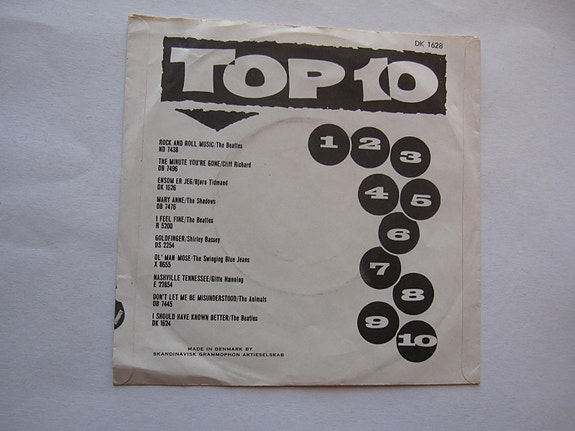 DK 1628
TOP 10
ROCK AND ROLL MUSIC/The Beatles
ND 7438
THE MINUTE YOU'RE GONE/Cliff Richard
DB 7496
ENSOM ER JEG/Bjørn Tidmand
DK 1626
MARY ANNE/The Shadows
DB 7476
I FEEL FINE/The Beatles
R 5200
GOLDFINGER/Shirley Bassey
DS 2254
OL' MAN MOSE/The Swinging Blue Jeans
X 8655
NASHVILLE TENNESSEE/Gitte Hænning
E 22854
DON'T LET ME BE MISUNDERSTOOD/The Animals
DB 7445
I SHOULD HAVE KNOWN BETTER/The Beatles
DK 1624
1 2 3
4 5
6
7
8
9 10
MADE IN DENMARK BY
SKANDINAVISK GRAMMOPHON AKTIESELSKAB